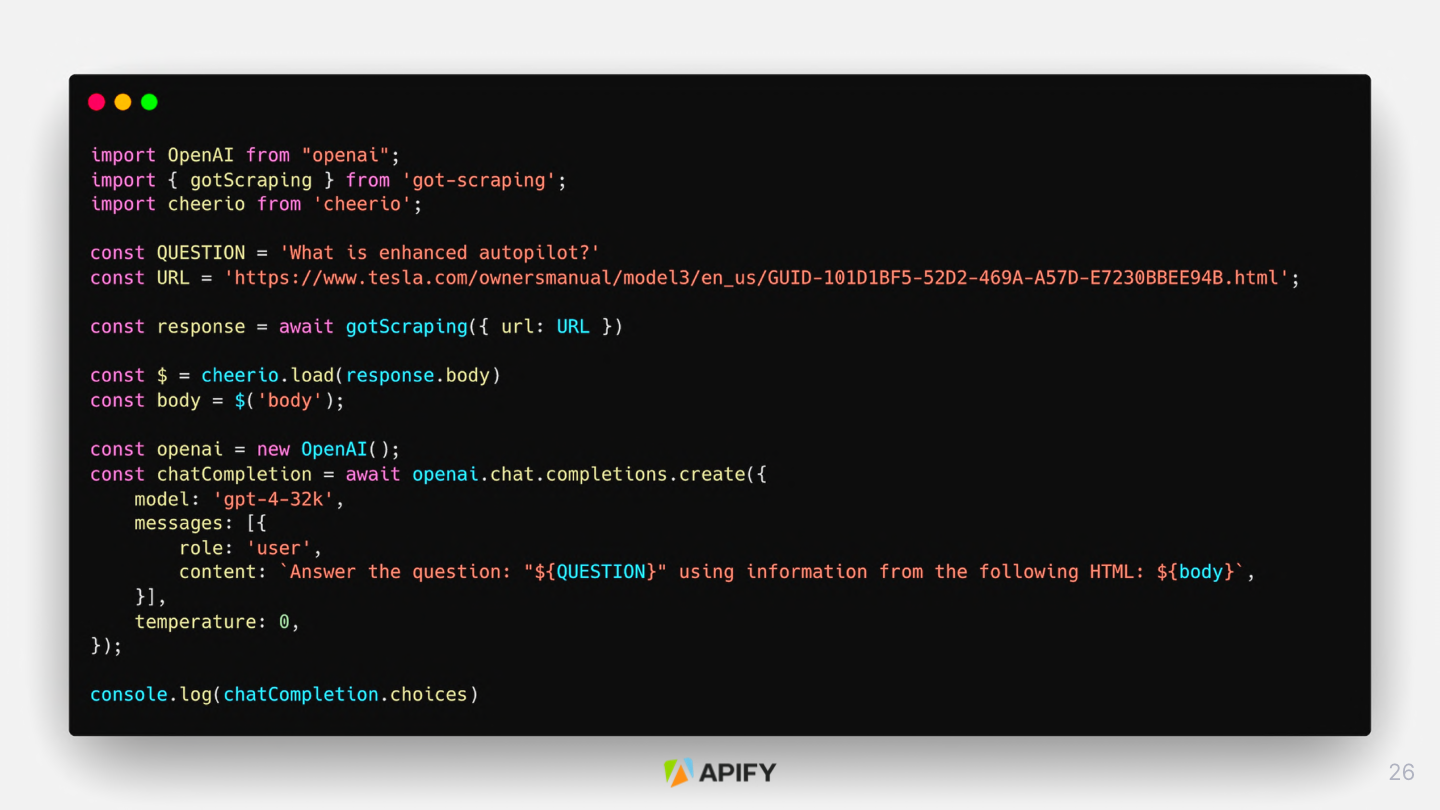 import OpenAI from "openai";
import { gotScraping } from 'got-scraping';
import cheerio from 'cheerio';
const QUESTION = 'What is enhanced autopilot?'
const URL = 'https://www.tesla.com/ownersmanual/model3/en_us/GUID-101D1BF5-52D2-469A-A57D-E7230BBEE94B.html';
const response = await gotScraping({ url: URL })
const $ = cheerio.load(response.body)
const body = $('body');
const openai = new OpenAI();
const chatCompletion = await openai.chat.completions.create({
    model: 'gpt-4-32k',
    messages: [{
        role: 'user',
        content: `Answer the question: "${QUESTION}" using information from the following HTML: ${body}`,
    }],
    temperature: 0,
});
console.log(chatCompletion.choices)
APIFY
26